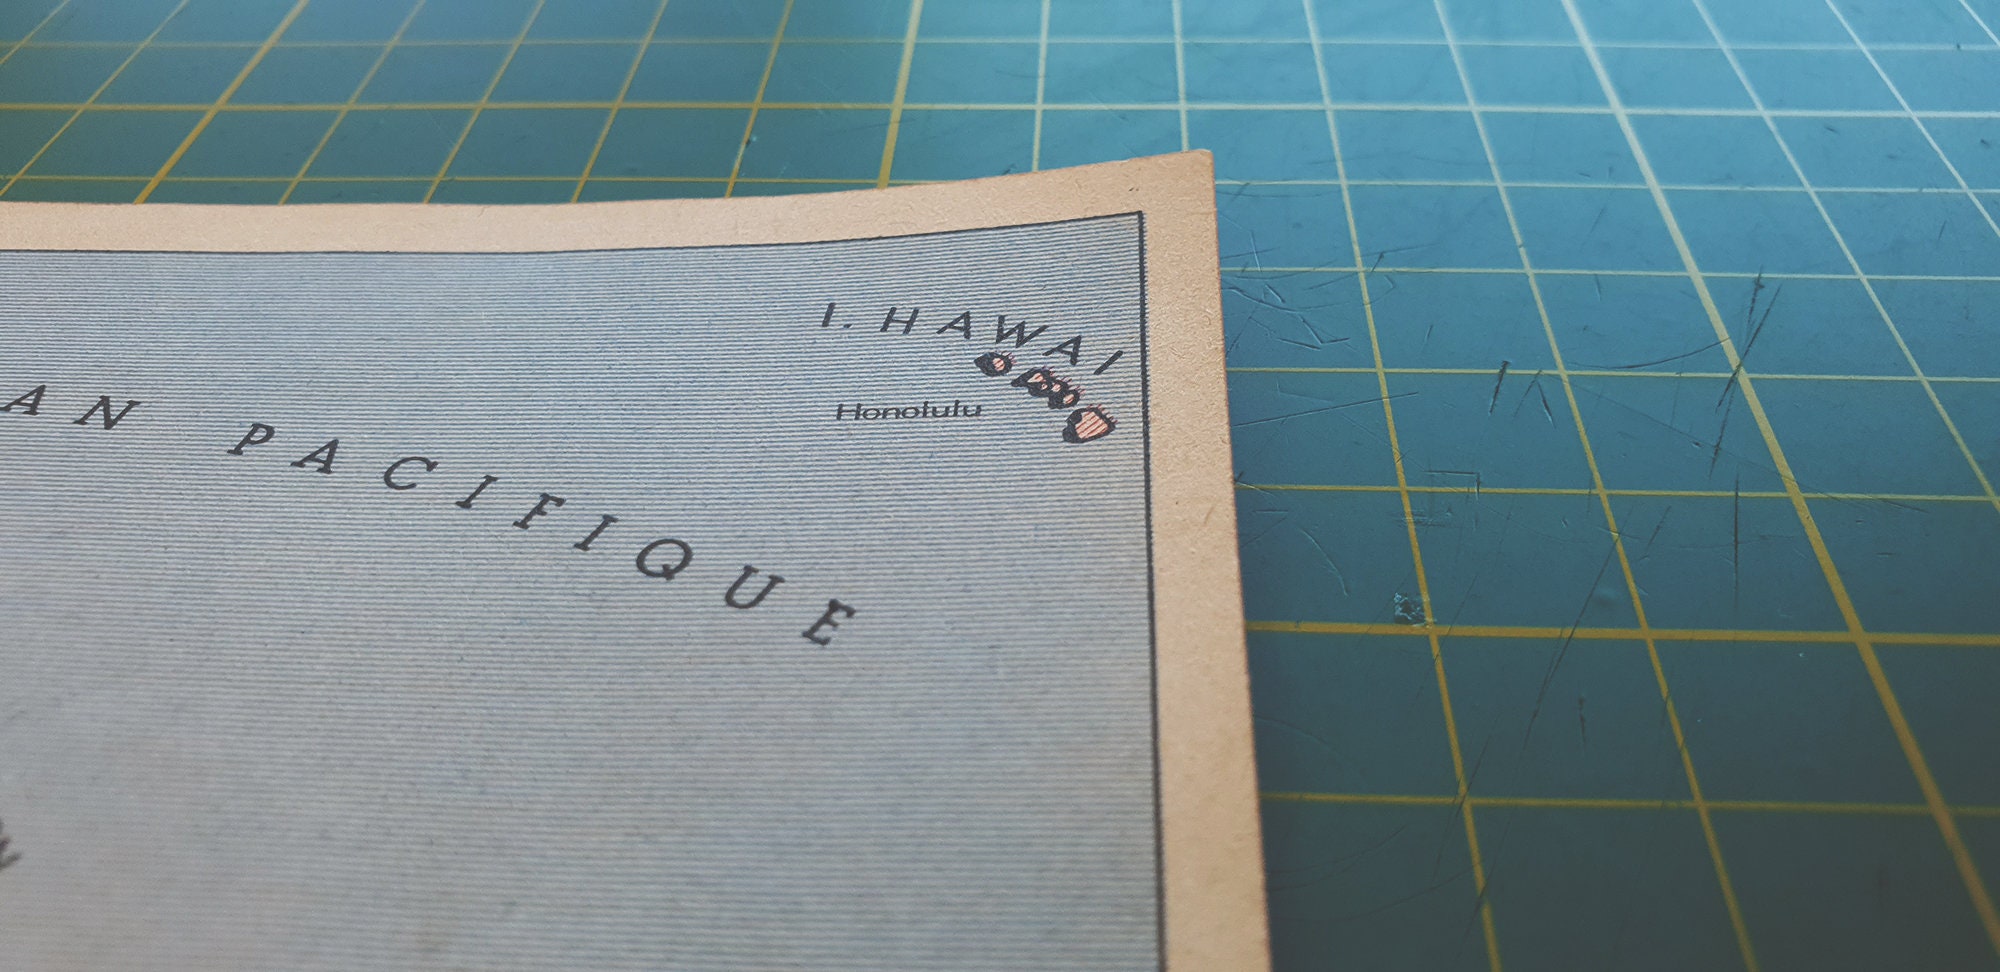 I. HAWAI
Honolulu
AN PACIFIQUE